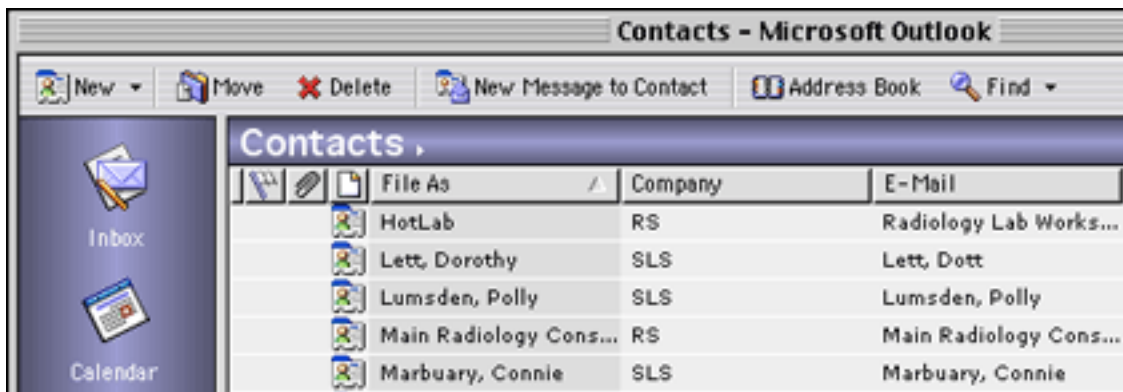 Contacts - Microsoft Outlook
New Move Delete New Message to Contact Address Book Find
Contacts
File As Company E-Mail
HotLab RS Radiology Lab Works...
Inbox
Lett, Dorothy SLS Lett, Dott
Lumsden, Polly SLS Lumsden, Polly
Main Radiology Cons... RS Main Radiology Cons...
Calendar
Marbuary, Connie SLS Marbuary, Connie